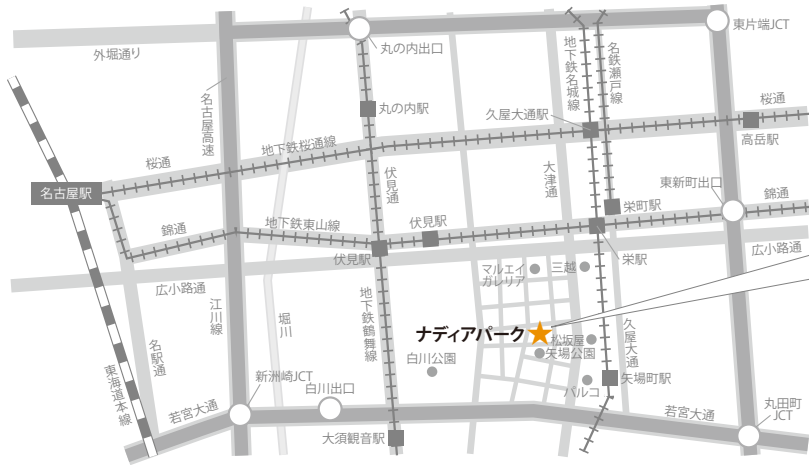 外堀通り
丸の内出口
東片端JCT
地下鉄名城線
名鉄瀬戸線
名古屋高速
丸の内駅
久屋大通駅
桜通
高岳駅
地下鉄桜通線
桜通
伏見通
大津通
東新町出口
名古屋駅
錦通
栄町駅
錦通
地下鉄東山線
伏見駅
伏見駅
栄駅
広小路通
マルエイ
ガレリア
三越
広小路通
江川線
堀川
地下鉄鶴舞線
ナディアパーク
松坂屋
矢場公園
久屋大通
名駅通
白川公園
東海道本線
新洲崎JCT
白川出口
パルコ
矢場町駅
若宮大通
若宮大通
丸田町
JCT
大須観音駅